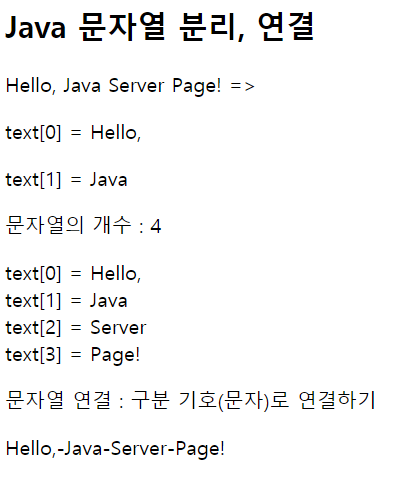 Java 문자열 분리, 연결
Hello, Java Server Page! =>
text[0] = Hello,
text[1] = Java
문자열의 개수 : 4
text[0] = Hello,
text[1] = Java
text[2] = Server
text[3] = Page!
문자열 연결 : 구분 기호(문자)로 연결하기
Hello,-Java-Server-Page!